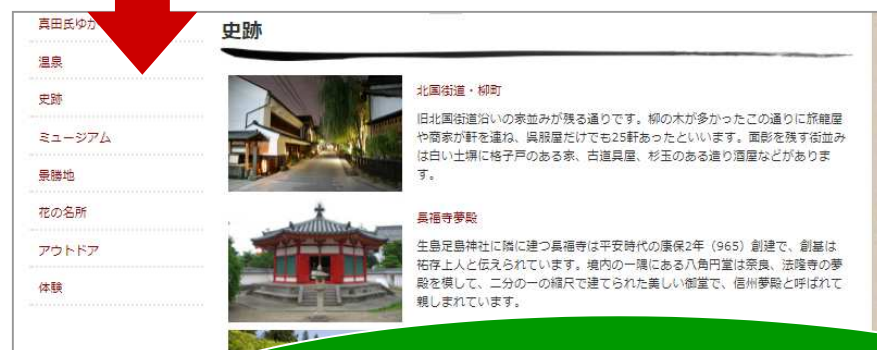 真田氏ゆか
温泉
史跡
ミュージアム
景勝地
花の名所
アウトドア
体験
史跡
北国街道・柳町
旧北国街道沿いの家並みが残る通りです。柳の木が多かったこの通りに旅籠屋
や商家が軒を連ね、呉服屋だけでも25軒あったといいます。面影を残す街並み
は白い土塀に格子戸のある家、古道具屋、杉玉のある造り酒屋などがありま
す。
長福寺夢殿
生島足島神社に隣に建つ長福寺は平安時代の康保2年（965）創建で、創基は
祐存上人と伝えられています。境内の一隅にある八角円堂は奈良、法隆寺の夢
殿を模して、二分の一の縮尺で建てられた美しい御堂で、信州夢殿と呼ばれて
親しまれています。